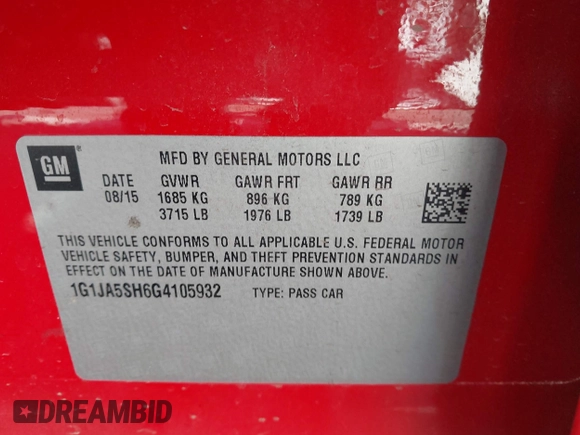 GM ®
MFD BY GENERAL MOTORS LLC
DATE GVWR GAWR FRT GAWR RR
08/15 1685 KG 896 KG 789 KG
3715 LB 1976 LB 1739 LB
THIS VEHICLE CONFORMS TO ALL APPLICABLE U.S. FEDERAL MOTOR
VEHICLE SAFETY, BUMPER, AND THEFT PREVENTION STANDARDS IN
EFFECT ON THE DATE OF MANUFACTURE SHOWN ABOVE.
1G1JA5SH6G4105932 TYPE: PASS CAR
DREAMBID